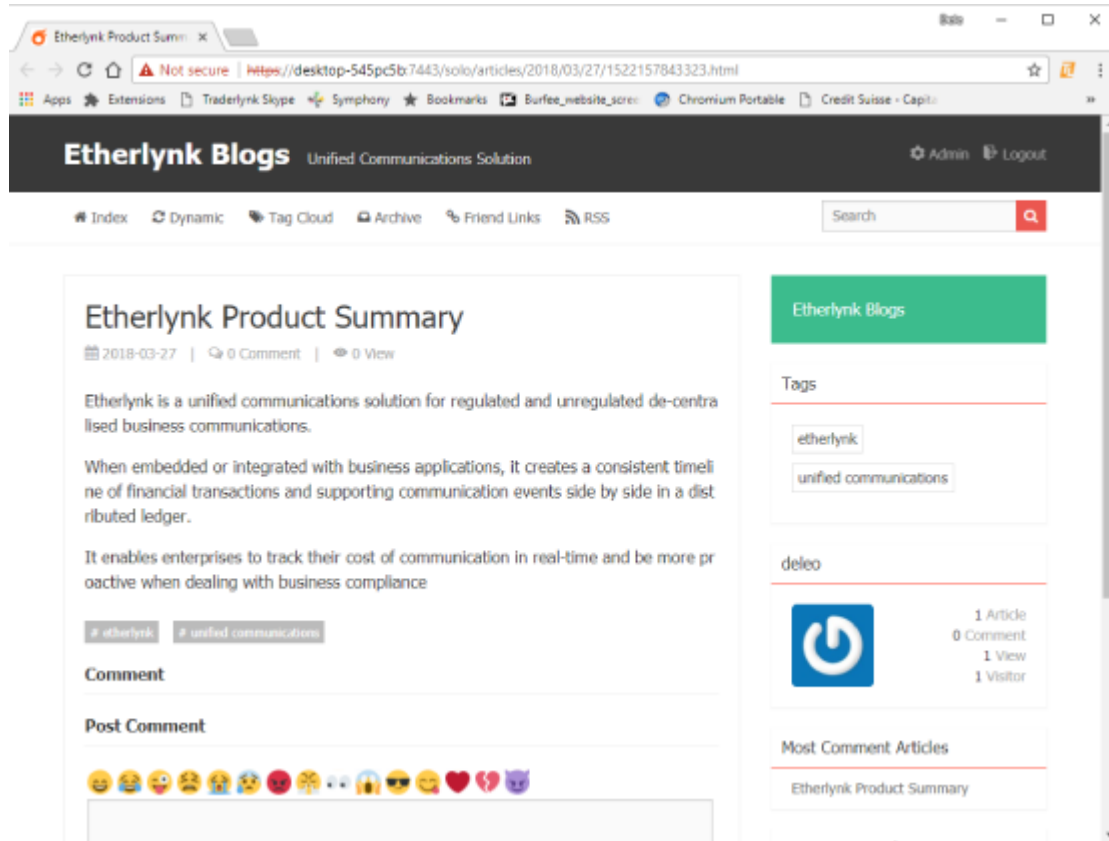 Etherlynk Product Summ
Not secure | https://desktop-545pc5b:7443/solo/articles/2018/03/27/1522157843323.html
Apps Extensions Traderlynk Skype Symphony Bookmarks Burfee_website_scree Chromium Portable Credit Suisse - Capita »
Etherlynk Blogs Unified Communications Solution Admin Logout
Index Dynamic Tag Cloud Archive Friend Links RSS Search
Etherlynk Product Summary
2018-03-27 | 0 Comment | 0 View
Etherlynk is a unified communications solution for regulated and unregulated de-centra
lised business communications.
When embedded or integrated with business applications, it creates a consistent timeli
ne of financial transactions and supporting communication events side by side in a dist
ributed ledger.
It enables enterprises to track their cost of communication in real-time and be more pr
oactive when dealing with business compliance
# etherlynk # unified communications
Comment
Post Comment
Etherlynk Blogs
Tags
etherlynk
unified communications
deleo
1 Article
0 Comment
1 View
1 Visitor
Most Comment Articles
Etherlynk Product Summary